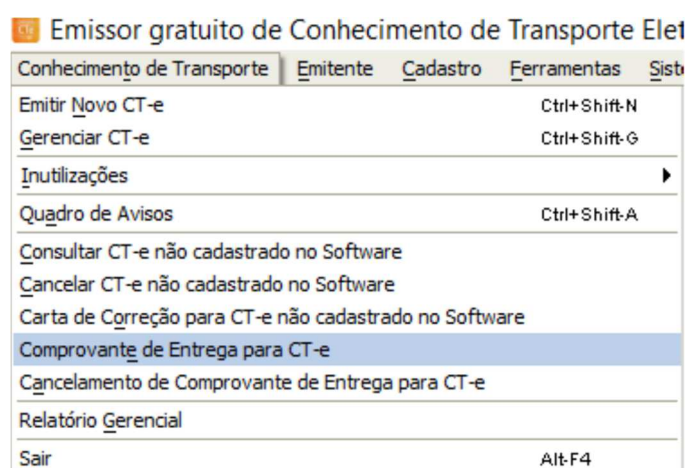 Emissor gratuito de Conhecimento de Transporte Elet
Conhecimento de Transporte Emitente Cadastro Ferramentas Siste
Emitir Novo CT-e Ctrl+Shift-N
Gerenciar CT-e Ctrl+Shift-G
Inutilizações
Quadro de Avisos Ctrl+Shift-A
Consultar CT-e não cadastrado no Software
Cancelar CT-e não cadastrado no Software
Carta de Correção para CT-e não cadastrado no Software
Comprovante de Entrega para CT-e
Cancelamento de Comprovante de Entrega para CT-e
Relatório Gerencial
Sair Alt-F4